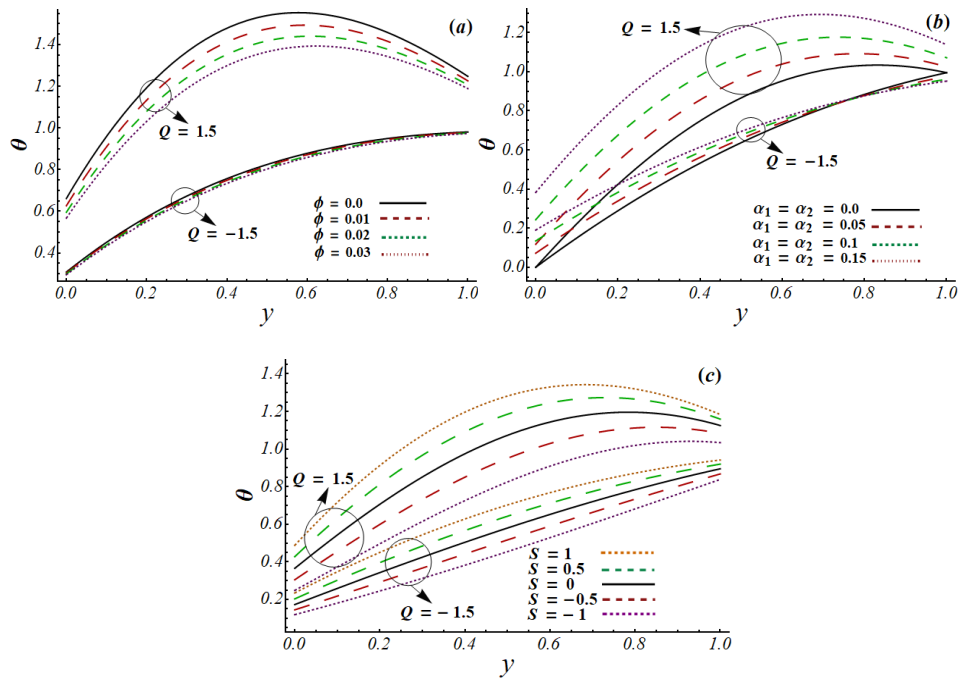 (a)
θ
1.4
1.2
1.0
0.8
0.6
0.4
Q = 1.5
Q = −1.5
ϕ = 0.0
ϕ = 0.01
ϕ = 0.02
ϕ = 0.03
0.0 0.2 0.4 0.6 0.8 1.0
y
(b)
θ
1.2
1.0
0.8
0.6
0.4
0.2
0.0
Q = 1.5
Q = −1.5
α1 = α2 = 0.0
α1 = α2 = 0.05
α1 = α2 = 0.1
α1 = α2 = 0.15
0.0 0.2 0.4 0.6 0.8 1.0
y
(c)
θ
1.4
1.2
1.0
0.8
0.6
0.4
0.2
Q = 1.5
Q = −1.5
S = 1
S = 0.5
S = 0
S = −0.5
S = −1
0.0 0.2 0.4 0.6 0.8 1.0
y